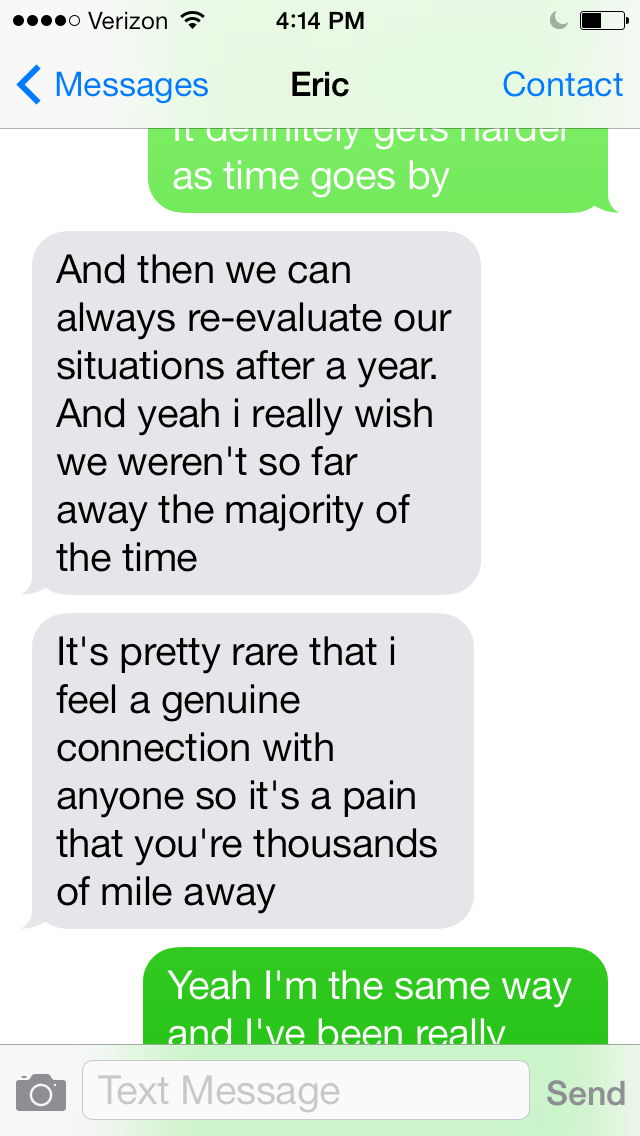 Verizon 4:14 PM
Messages Eric Contact
It definitely gets harder
as time goes by
And then we can
always re-evaluate our
situations after a year.
And yeah i really wish
we weren't so far
away the majority of
the time
It's pretty rare that i
feel a genuine
connection with
anyone so it's a pain
that you're thousands
of mile away
Yeah I'm the same way
and I've been really
Text Message Send